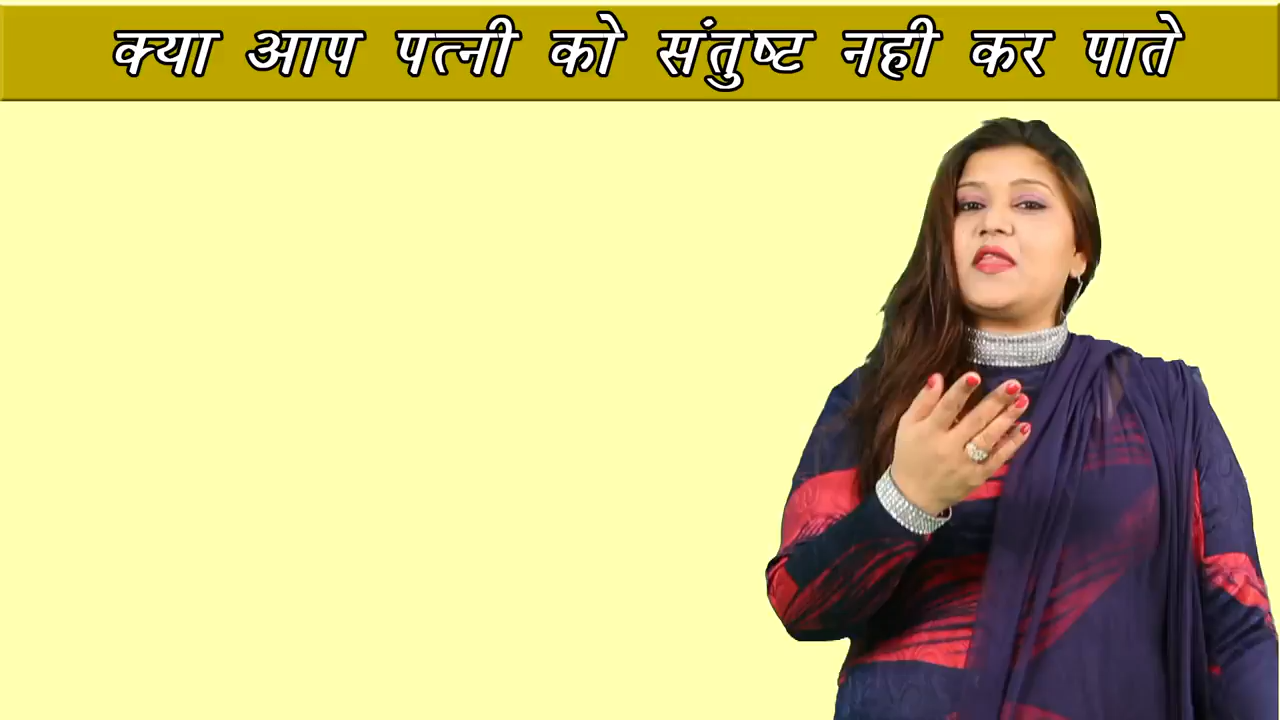 क्या आप पत्नी को संतुष्ट नही कर पाते